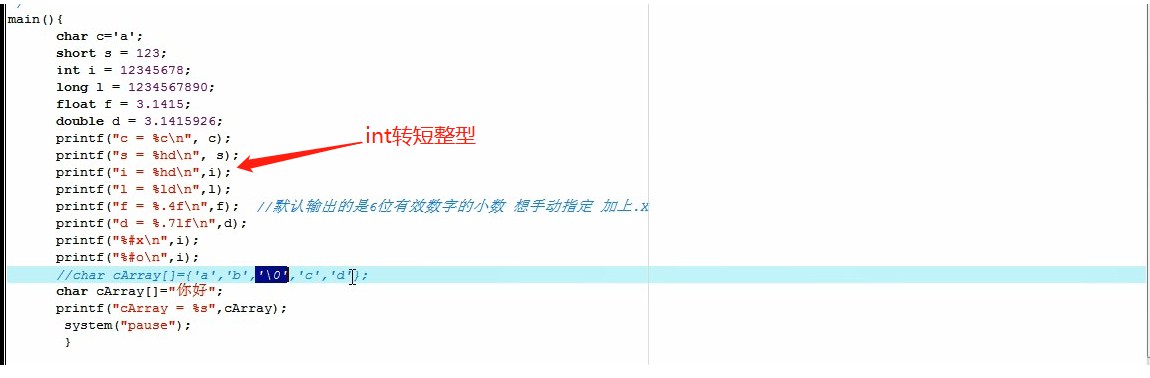 main(){
char c='a';
short s = 123;
int i = 12345678;
long l = 1234567890;
float f = 3.1415;
double d = 3.1415926;
printf("c = %c\n", c);
printf("s = %hd\n", s);
int转短整型
printf("i = %hd\n",i);
printf("l = %ld\n",l);
printf("f = %.4f\n",f);  //默认输出的是6位有效数字的小数 想手动指定 加上.x
printf("d = %.7lf\n",d);
printf("%#x\n",i);
printf("%#o\n",i);
//char cArray[]={'a','b','\0','c','d'};
char cArray[]="你好";
printf("cArray = %s",cArray);
system("pause");
}